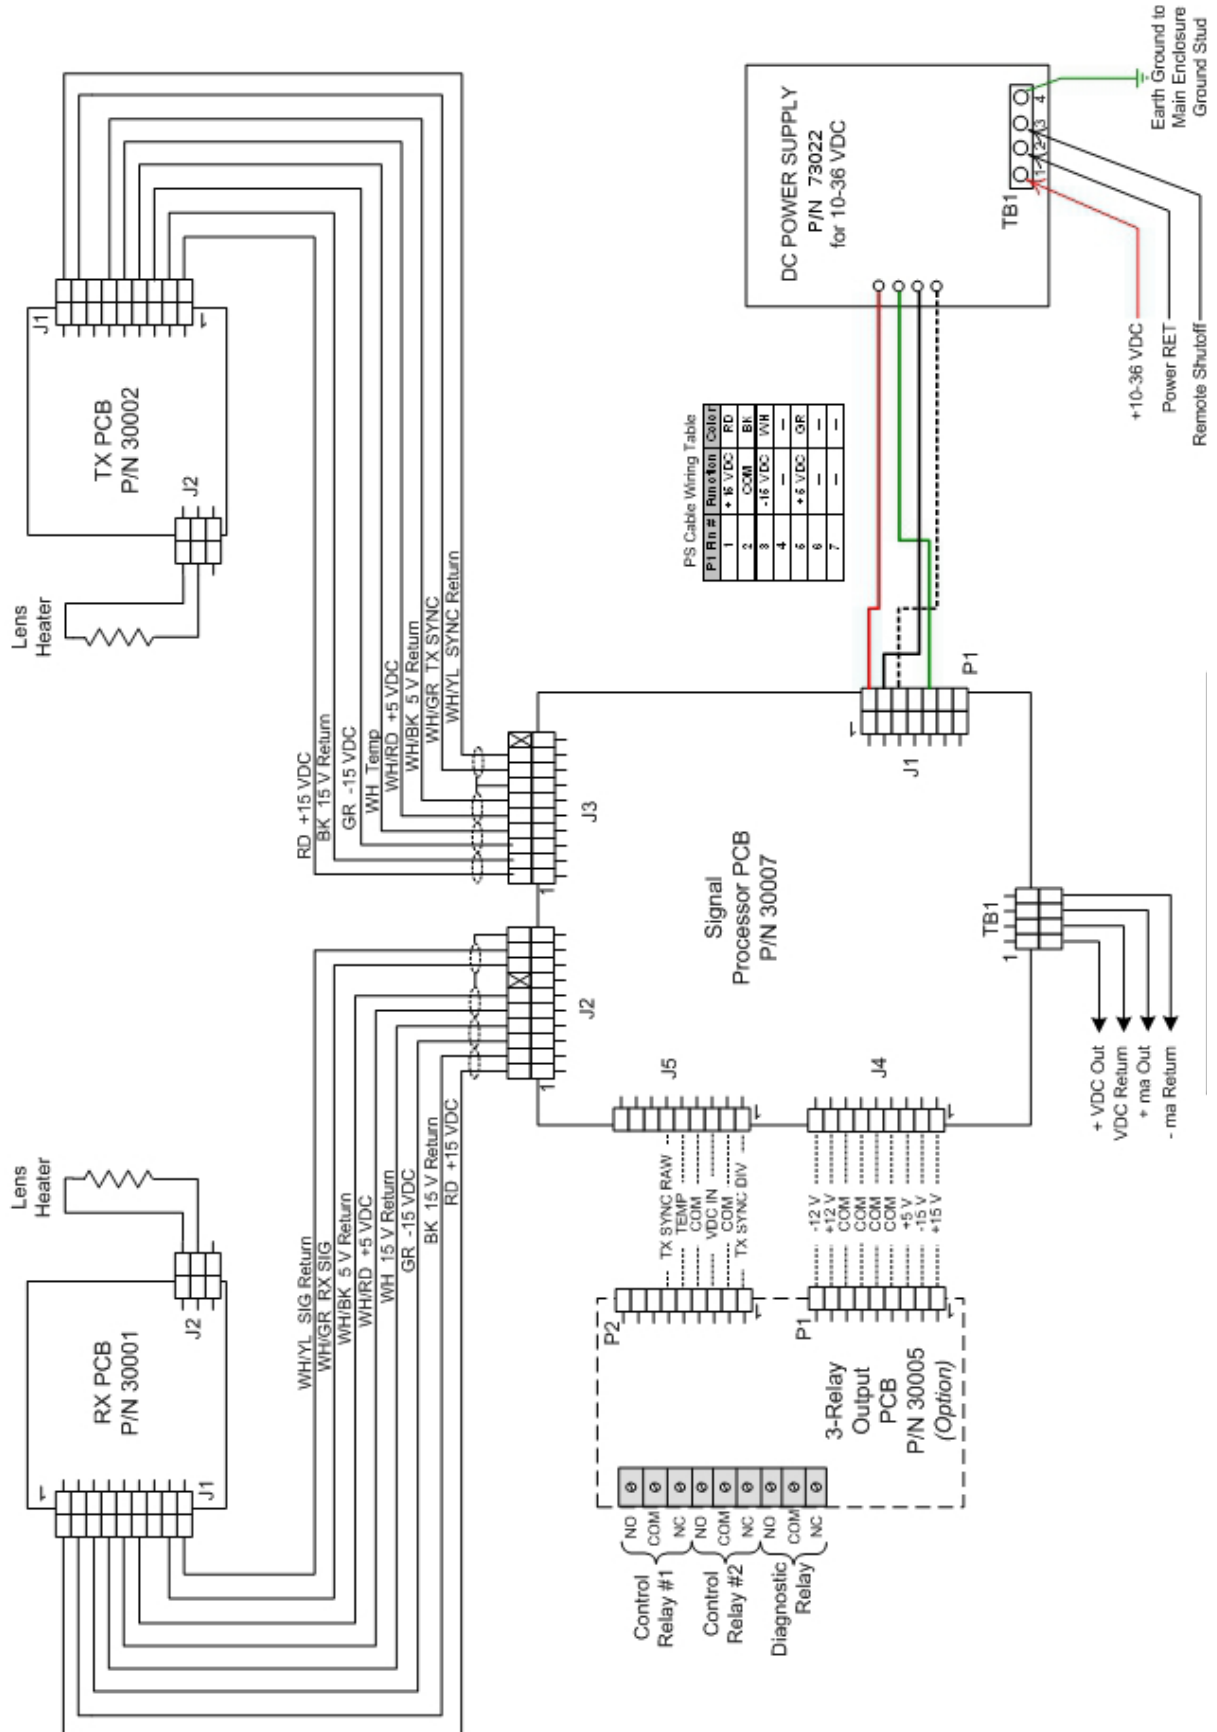 Lens
Heater
RX PCB
P/N 30001
J1
J2
WH/YL SIG Return
WH/GR RX SIG
WH/BK 5 V Return
WH/RD +5 VDC
WH 15 V Return
GR -15 VDC
BK 15 V Return
RD +15 VDC
Lens
Heater
TX PCB
P/N 30002
J1
J2
RD +15 VDC
BK 15 V Return
GR -15 VDC
WH Temp
WH/RD +5 VDC
WH/BK 5 V Return
WH/GR TX SYNC
WH/YL SYNC Return
1
J2
1
J3
Signal
Processor PCB
P/N 30007
J5
J4
J1
P1
1
TB1
TX SYNC RAW
TEMP
COM
VDC IN
COM
TX SYNC DIV
-12 V
+12 V
COM
COM
COM
COM
+5 V
-15 V
+15 V
P2
P1
3-Relay
Output
PCB
P/N 30005
(Option)
NO
COM
NC
NO
COM
NC
NO
COM
NC
Control
Relay #1
Control
Relay #2
Diagnostic
Relay
+ VDC Out
VDC Return
+ ma Out
- ma Return
PS Cable Wiring Table
P1 Pin # Function Color
1 +15 VDC RD
2 COM BK
3 -15 VDC WH
4 — —
5 +5 VDC GR
6 — —
7 — —
DC POWER SUPPLY
P/N 73022
for 10-36 VDC
TB1
1 2 3 4
+10-36 VDC
Power RET
Remote Shutoff
Earth Ground to
Main Enclosure
Ground Stud